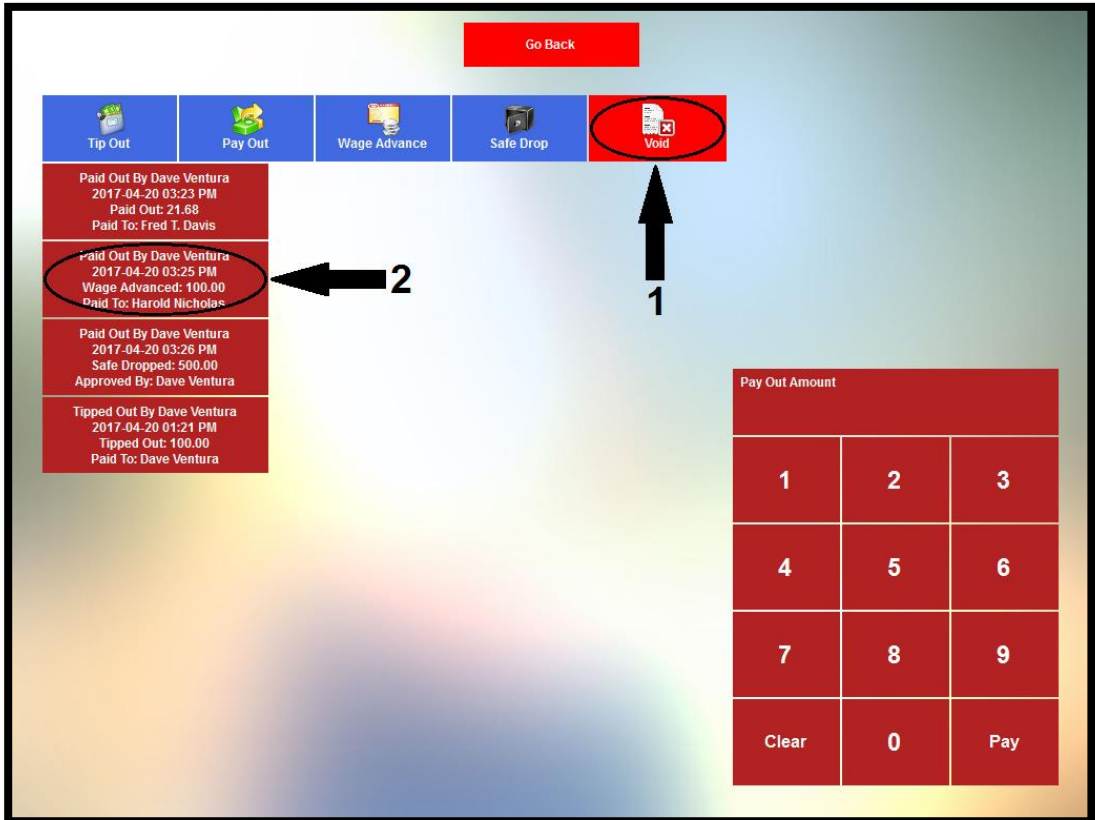 Go Back
Tip Out
Pay Out
Wage Advance
Safe Drop
Void
Paid Out By Dave Ventura
2017-04-20 03:23 PM
Paid Out: 21.68
Paid To: Fred T. Davis
Paid Out By Dave Ventura
2017-04-20 03:25 PM
Wage Advanced: 100.00
Paid To: Harold Nicholas
2
1
Paid Out By Dave Ventura
2017-04-20 03:26 PM
Safe Dropped: 500.00
Approved By: Dave Ventura
Tipped Out By Dave Ventura
2017-04-20 01:21 PM
Tipped Out: 100.00
Paid To: Dave Ventura
Pay Out Amount
1 2 3
4 5 6
7 8 9
Clear 0 Pay